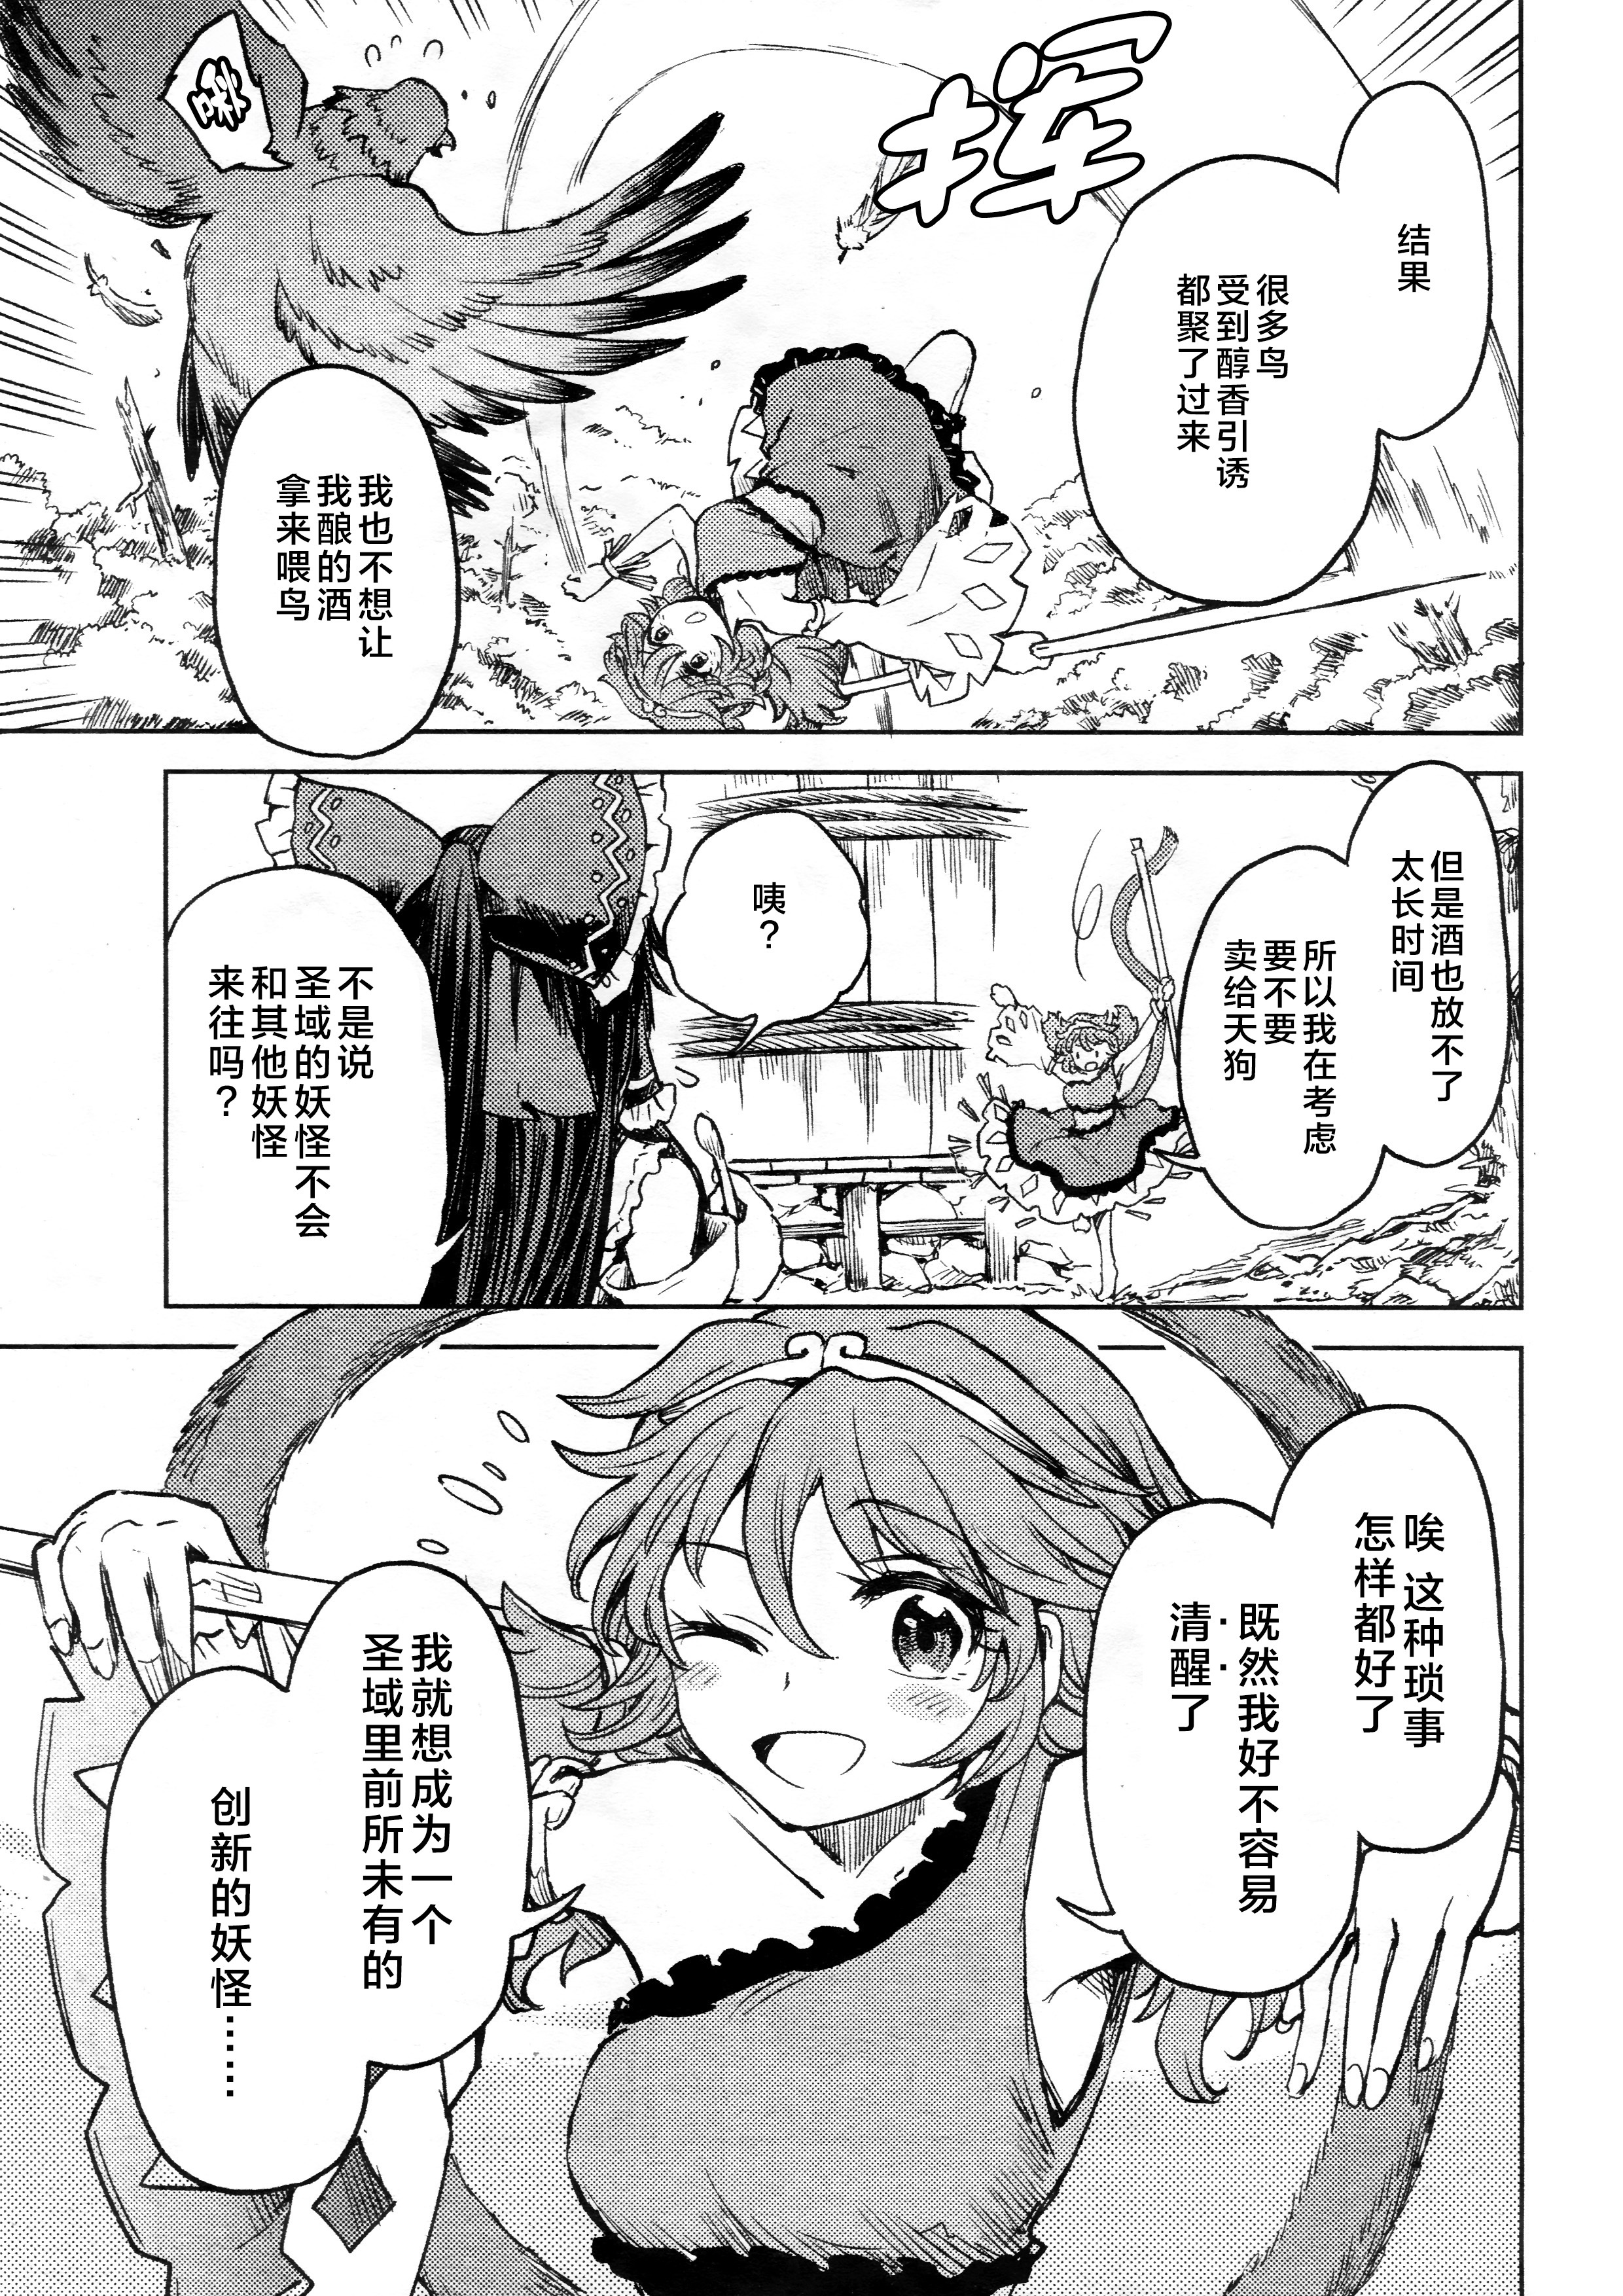 结果
很多鸟
受到醇香引诱
都聚了过来
挥
啾
我也不想让
我酿的酒
拿来喂鸟
但是酒也放不了
太长时间
所以我在考虑
要不要
卖给天狗
咦？
不是说
圣域的妖怪不会
和其他妖怪
来往吗？
唉 这种琐事
怎样都好了
既然我好不容易
清醒了
我就想成为一个
圣域里前所未有的
创新的妖怪……